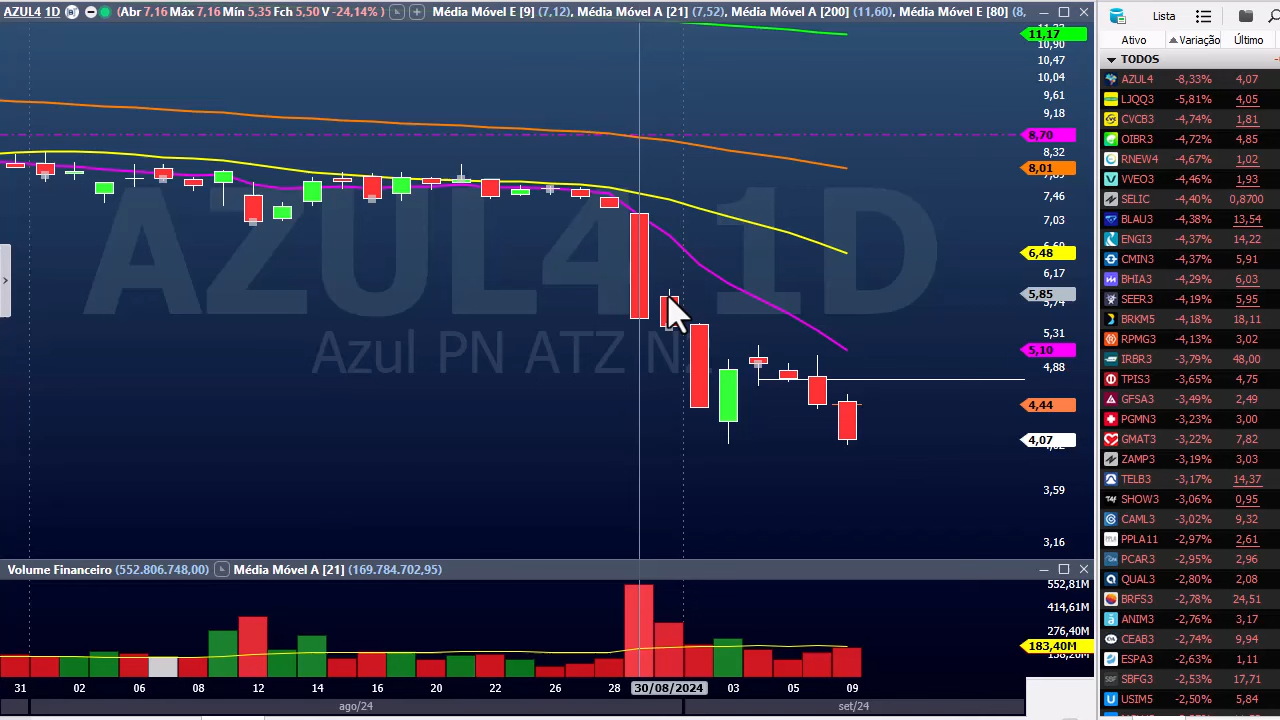 AZUL4 1D (Abr 7,16 Máx 7,16 Mín 5,35 Fch 5,50 V -24,14% ) Média Móvel E [9] (7,12), Média Móvel A [21] (7,52), Média Móvel A [200] (11,60), Média Móvel E [80] (8,
11,17
10,90
10,47
10,04
9,61
9,18
8,70
8,32
8,01
7,46
7,03
6,48
6,17
5,85
5,31
5,10
4,88
4,44
4,07
3,59
3,16
AZUL4 1D
Azul PN ATZ N2
Volume Financeiro (552.806.748,00) Média Móvel A [21] (169.784.702,95)
552,81M
414,61M
276,40M
183,40M
31 02 06 08 12 14 16 20 22 26 28 30/08/2024 03 05 09
ago/24 set/24
Lista
Ativo Variação Último
TODOS
AZUL4 -8,33% 4,07
LJQQ3 -5,81% 4,05
CVCB3 -4,74% 1,81
OIBR3 -4,72% 4,85
RNEW4 -4,67% 1,02
VVEO3 -4,46% 1,93
SELIC -4,40% 0,8700
BLAU3 -4,38% 13,54
ENGI3 -4,37% 14,22
CMIN3 -4,37% 5,91
BHIA3 -4,29% 6,03
SEER3 -4,19% 5,95
BRKM5 -4,18% 18,11
RPMG3 -4,13% 3,02
IRBR3 -3,79% 48,00
TPIS3 -3,65% 4,75
GFSA3 -3,49% 2,49
PGMN3 -3,23% 3,00
GMAT3 -3,22% 7,82
ZAMP3 -3,19% 3,03
TELB3 -3,17% 14,37
SHOW3 -3,06% 0,95
CAML3 -3,02% 9,32
PPLA11 -2,97% 2,61
PCAR3 -2,95% 2,96
QUAL3 -2,80% 2,08
BRFS3 -2,78% 24,51
ANIM3 -2,76% 3,17
CEAB3 -2,74% 9,94
ESPA3 -2,63% 1,11
SBFG3 -2,53% 17,71
USIM5 -2,50% 5,84